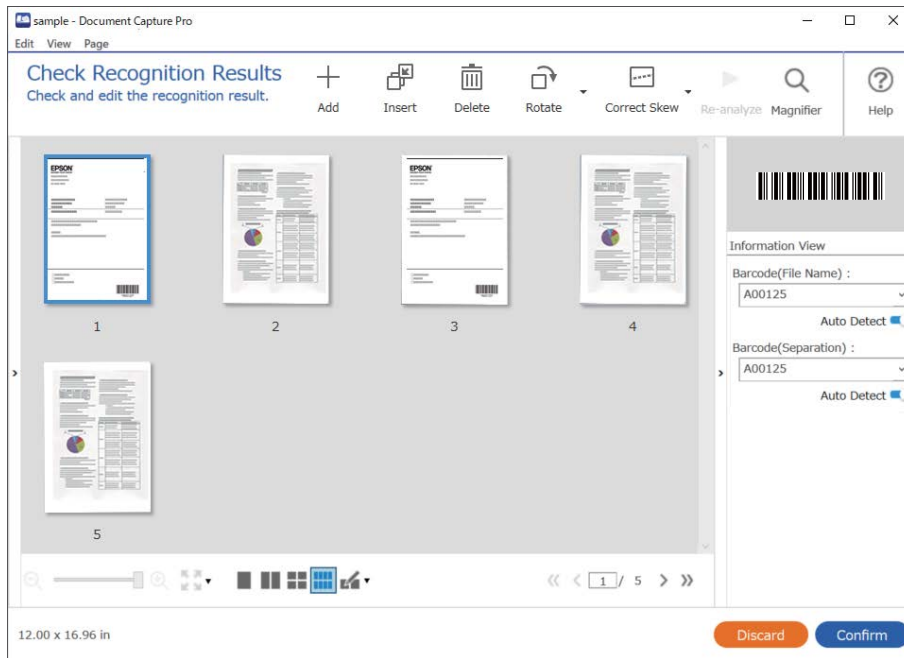 sample - Document Capture Pro
Edit View Page
Check Recognition Results
Check and edit the recognition result.
Add
Insert
Delete
Rotate
Correct Skew
Re-analyze
Magnifier
Help
EPSON
EPSON
1
2
3
4
5
Information View
Barcode(File Name) :
A00125
Auto Detect
Barcode(Separation) :
A00125
Auto Detect
1 / 5
12.00 x 16.96 in
Discard
Confirm